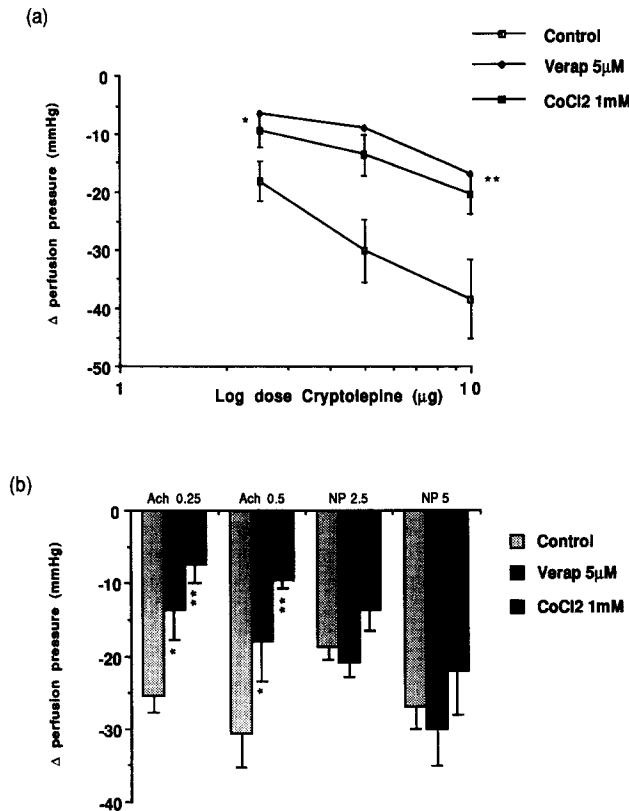 (a)
Control
Verap 5μM
CoCl2 1mM
0
-10
-20
-30
-40
-50
*
**
Δ perfusion pressure (mmHg)
1
10
Log dose Cryptolepine (μg)
(b)
Ach 0.25
Ach 0.5
NP 2.5
NP 5
0
-10
-20
-30
-40
*
**
*
**
Δ perfusion pressure (mmHg)
Control
Verap 5μM
CoCl2 1mM